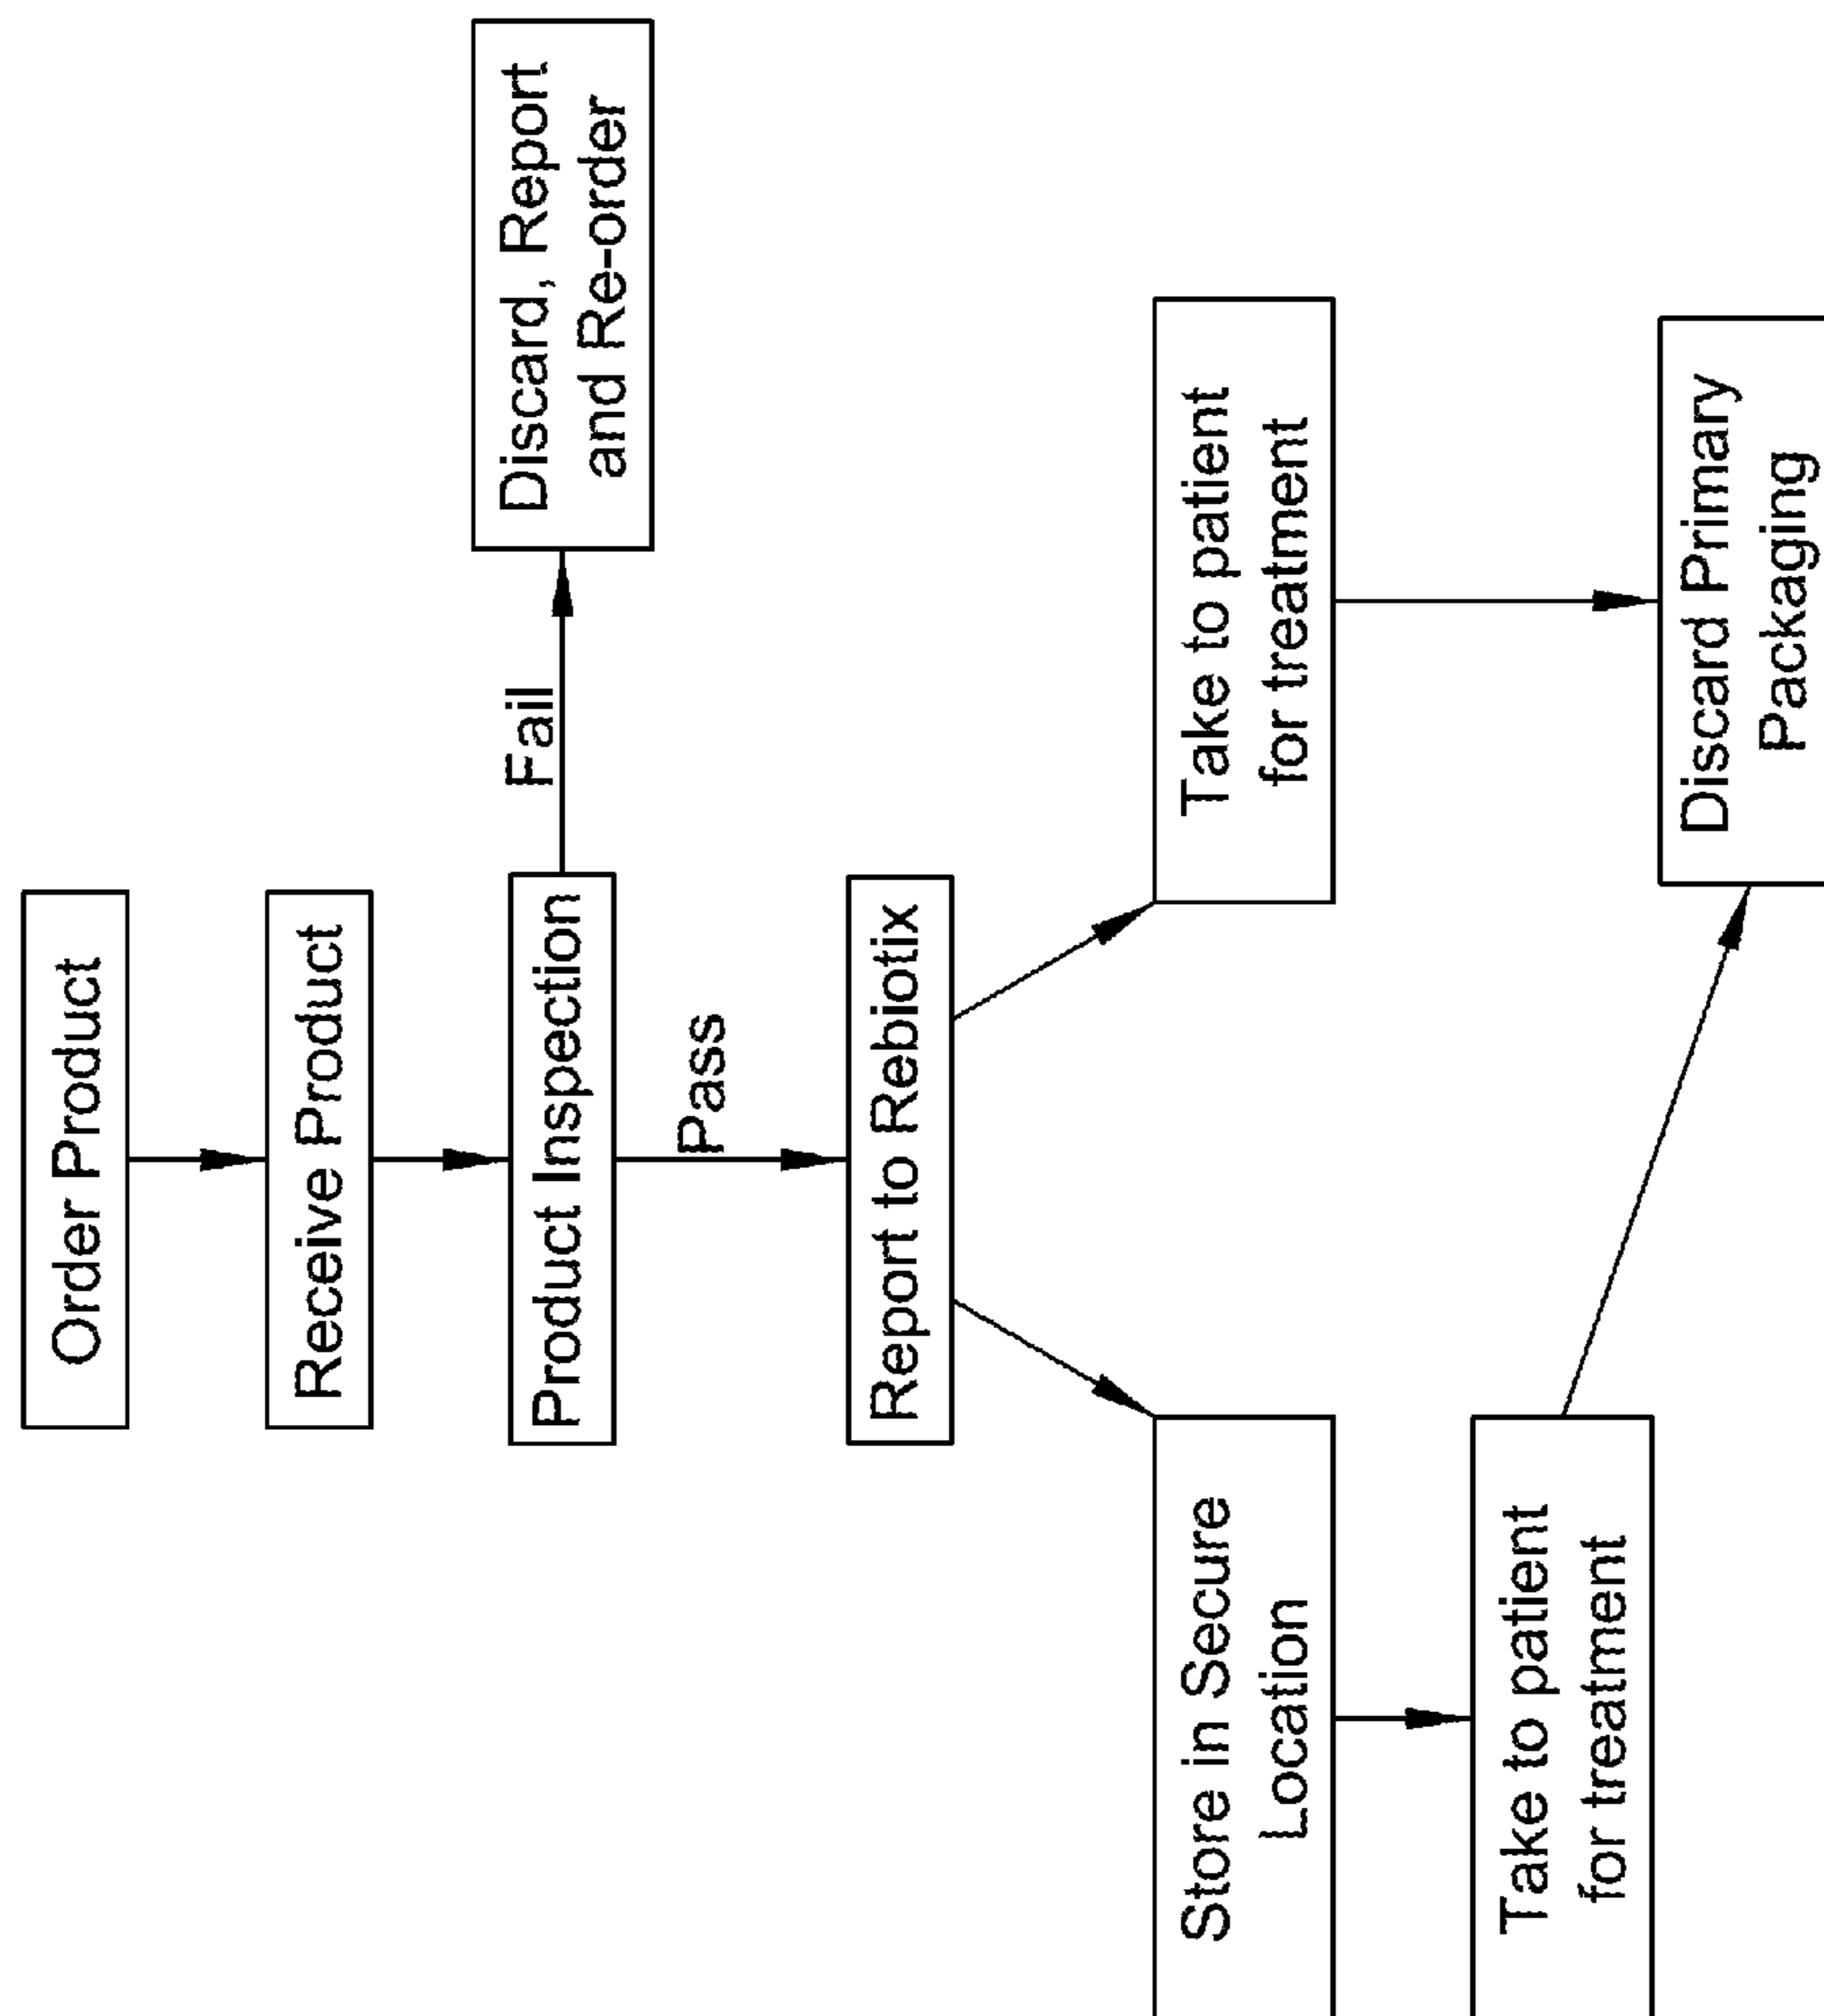 Order Product
Receive Product
Product Inspection
Fail
Discard, Report
and Re-order
Pass
Report to Rebiotix
Store in Secure
Location
Take to patient
for treatment
Take to patient
for treatment
Discard Primary
Packaging